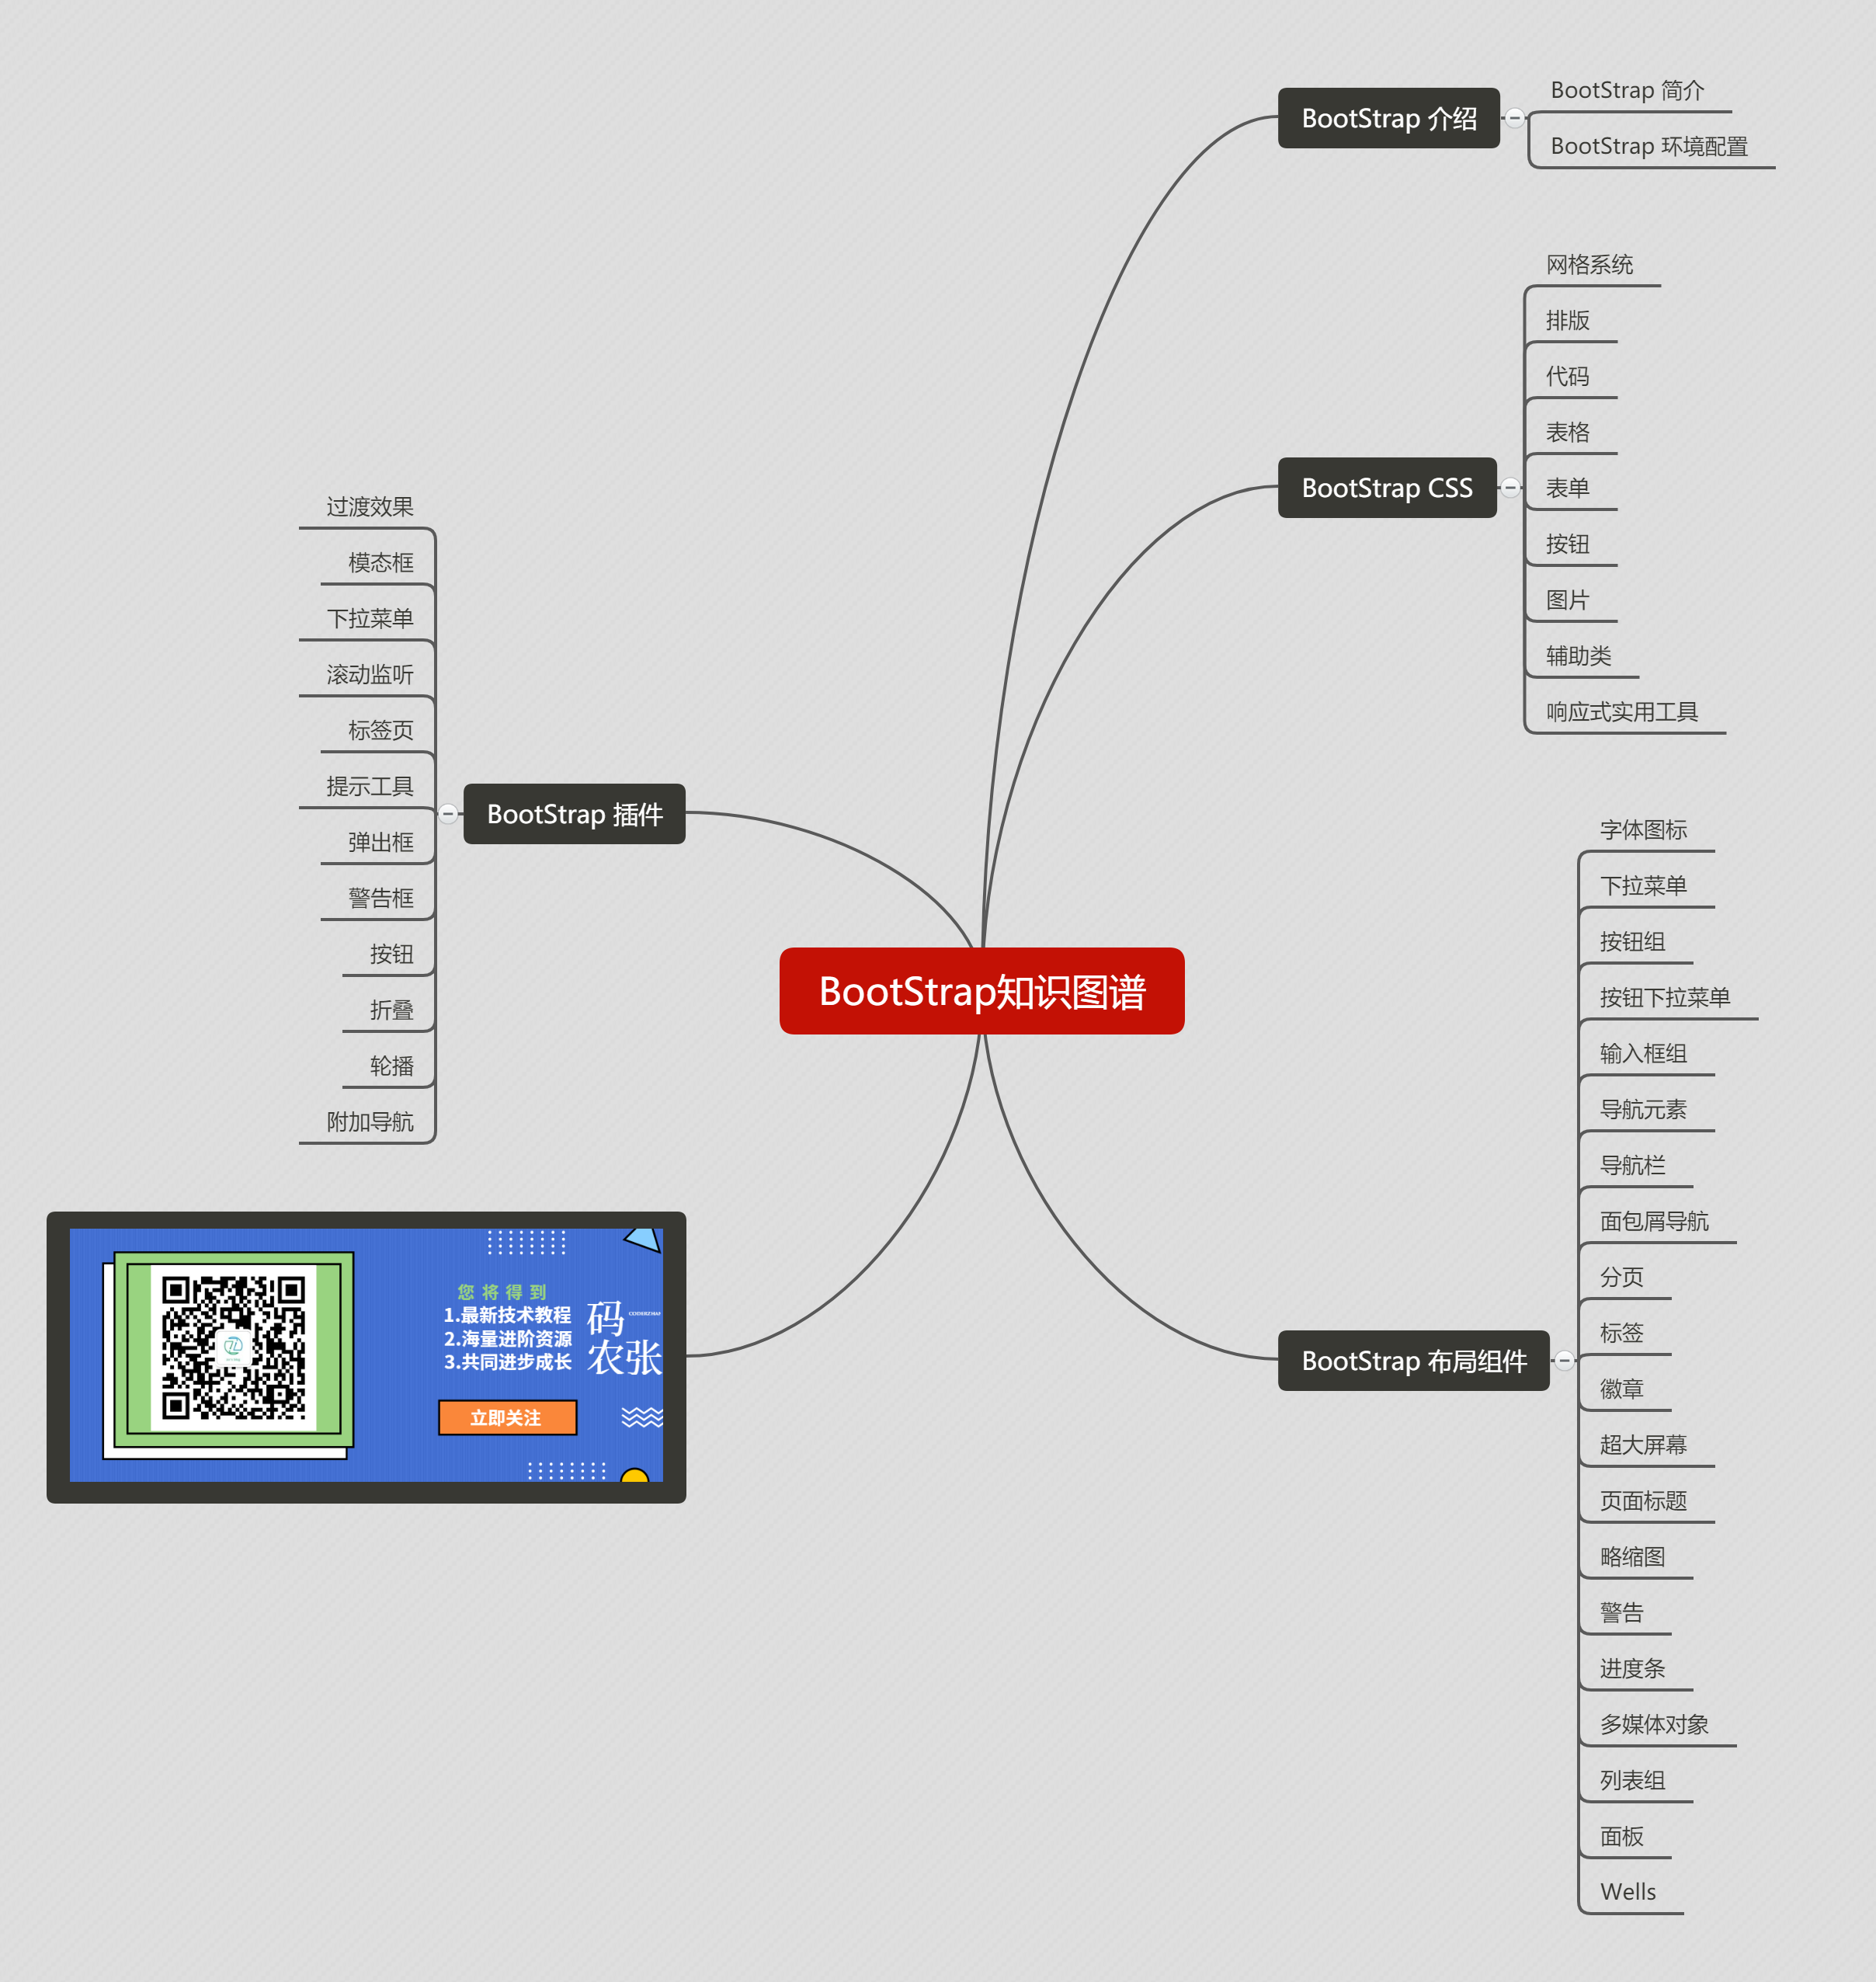 BootStrap知识图谱
BootStrap 介绍
BootStrap 简介
BootStrap 环境配置
BootStrap CSS
网格系统
排版
代码
表格
表单
按钮
图片
辅助类
响应式实用工具
BootStrap 布局组件
字体图标
下拉菜单
按钮组
按钮下拉菜单
输入框组
导航元素
导航栏
面包屑导航
分页
标签
徽章
超大屏幕
页面标题
略缩图
警告
进度条
多媒体对象
列表组
面板
Wells
BootStrap 插件
过渡效果
模态框
下拉菜单
滚动监听
标签页
提示工具
弹出框
警告框
按钮
折叠
轮播
附加导航
您将得到
1.最新技术教程
2.海量进阶资源
3.共同进步成长
立即关注
码
农张